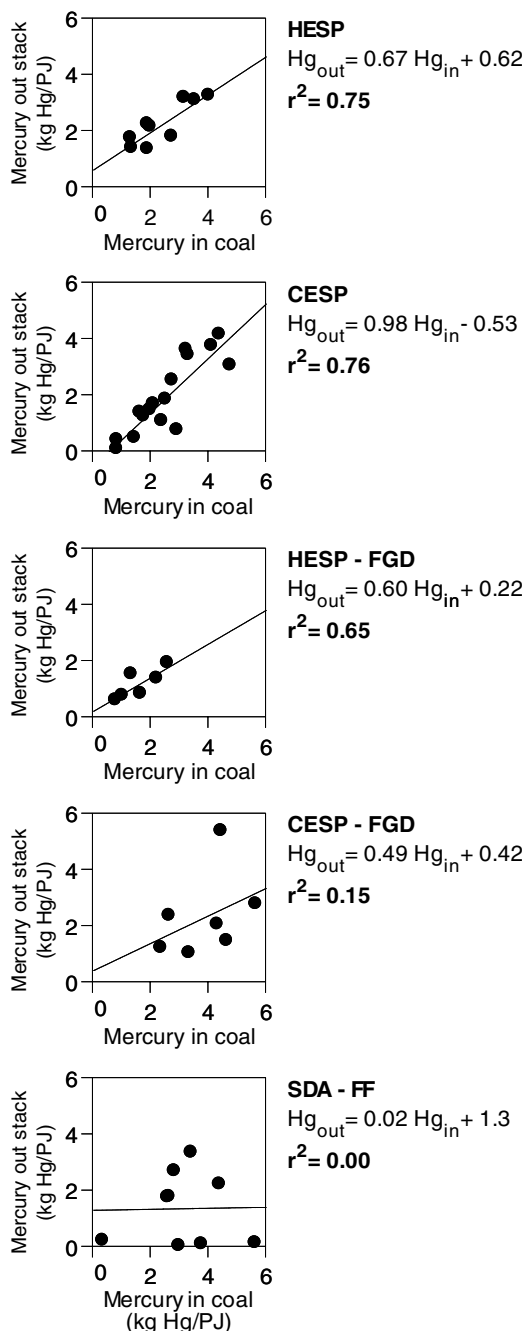 HESP
Hg_out = 0.67 Hg_in + 0.62
r² = 0.75
Mercury out stack
(kg Hg/PJ)
6
4
2
0
0 2 4 6
Mercury in coal
CESP
Hg_out = 0.98 Hg_in - 0.53
r² = 0.76
Mercury out stack
(kg Hg/PJ)
6
4
2
0
0 2 4 6
Mercury in coal
HESP - FGD
Hg_out = 0.60 Hg_in + 0.22
r² = 0.65
Mercury out stack
(kg Hg/PJ)
6
4
2
0
0 2 4 6
Mercury in coal
CESP - FGD
Hg_out = 0.49 Hg_in + 0.42
r² = 0.15
Mercury out stack
(kg Hg/PJ)
6
4
2
0
0 2 4 6
Mercury in coal
SDA - FF
Hg_out = 0.02 Hg_in + 1.3
r² = 0.00
Mercury out stack
(kg Hg/PJ)
6
4
2
0
0 2 4 6
Mercury in coal
(kg Hg/PJ)